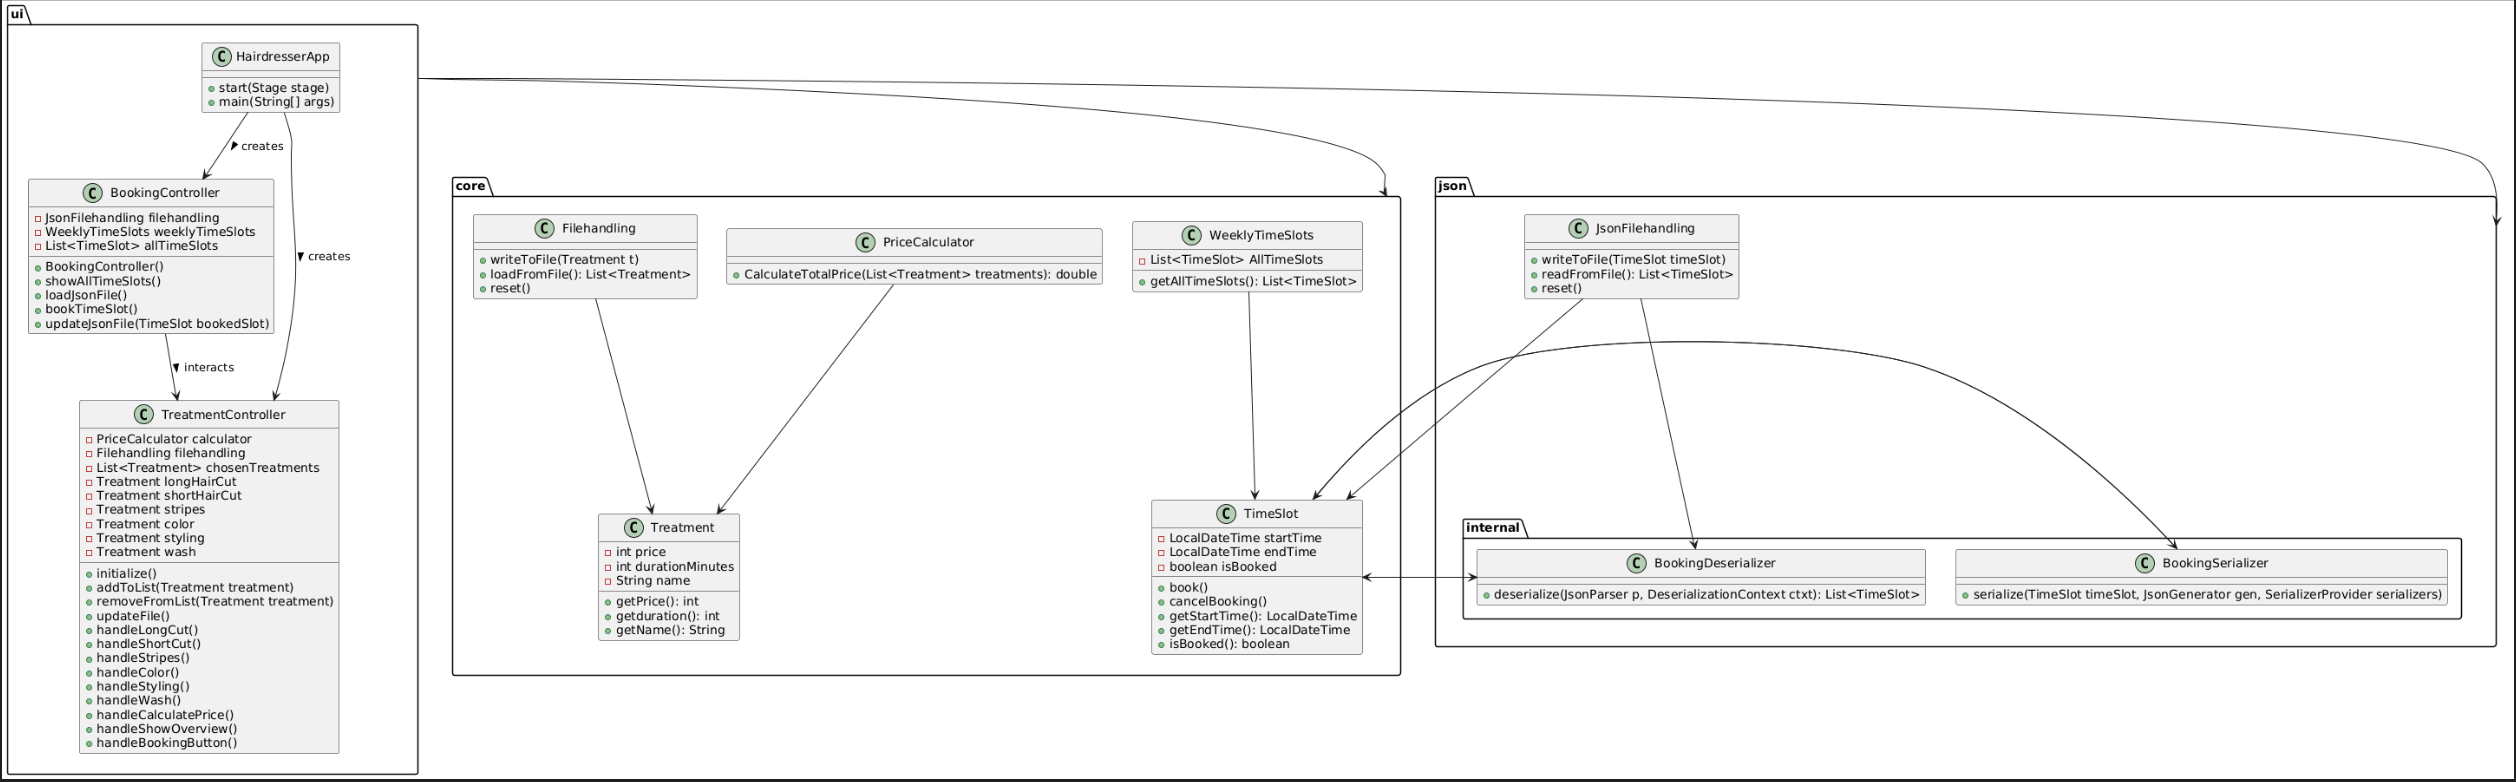 ui
C HairdresserApp
start(Stage stage)
main(String[] args)
creates
creates
C BookingController
JsonFilehandling filehandling
WeeklyTimeSlots weeklyTimeSlots
List<TimeSlot> allTimeSlots
BookingController()
showAllTimeSlots()
loadJsonFile()
bookTimeSlot()
updateJsonFile(TimeSlot bookedSlot)
interacts
C TreatmentController
PriceCalculator calculator
Filehandling filehandling
List<Treatment> chosenTreatments
Treatment longHairCut
Treatment shortHairCut
Treatment stripes
Treatment color
Treatment styling
Treatment wash
initialize()
addToList(Treatment treatment)
removeFromList(Treatment treatment)
updateFile()
handleLongCut()
handleShortCut()
handleStripes()
handleColor()
handleStyling()
handleWash()
handleCalculatePrice()
handleShowOverview()
handleBookingButton()
core
C Filehandling
writeToFile(Treatment t)
loadFromFile(): List<Treatment>
reset()
C PriceCalculator
CalculateTotalPrice(List<Treatment> treatments): double
C WeeklyTimeSlots
List<TimeSlot> AllTimeSlots
getAllTimeSlots(): List<TimeSlot>
C Treatment
int price
int durationMinutes
String name
getPrice(): int
getduration(): int
getName(): String
C TimeSlot
LocalDateTime startTime
LocalDateTime endTime
boolean isBooked
book()
cancelBooking()
getStartTime(): LocalDateTime
getEndTime(): LocalDateTime
isBooked(): boolean
json
C JsonFilehandling
writeToFile(TimeSlot timeSlot)
readFromFile(): List<TimeSlot>
reset()
internal
C BookingDeserializer
deserialize(JsonParser p, DeserializationContext ctxt): List<TimeSlot>
C BookingSerializer
serialize(TimeSlot timeSlot, JsonGenerator gen, SerializerProvider serializers)